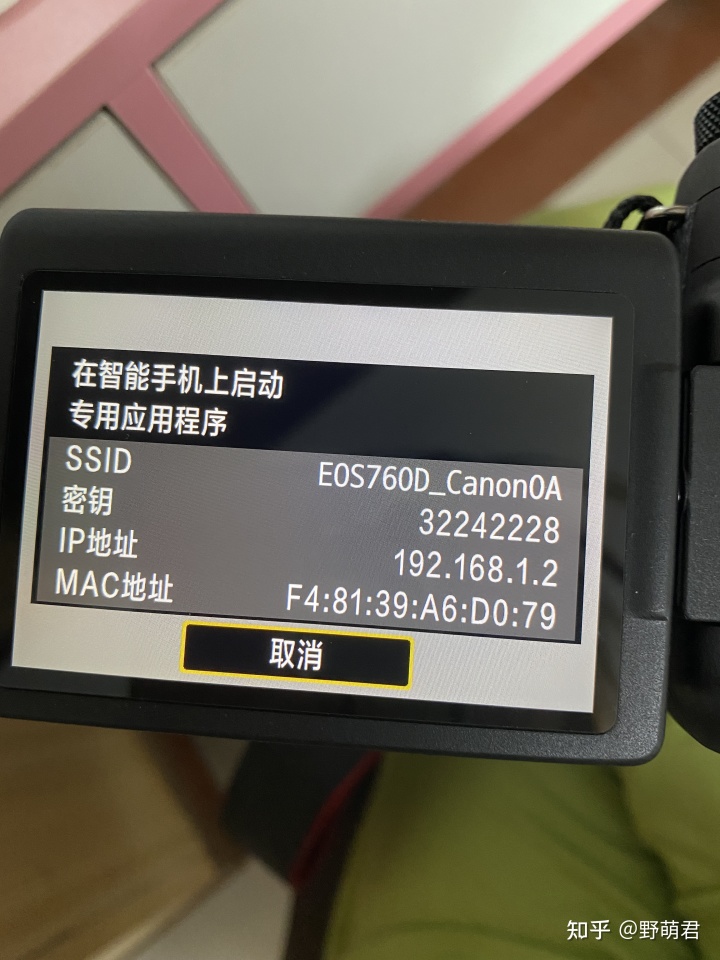 在智能手机上启动
专用应用程序
SSID EOS760D_Canon0A
密钥 32242228
IP地址 192.168.1.2
MAC地址 F4:81:39:A6:D0:79
取消
知乎 @野萌君